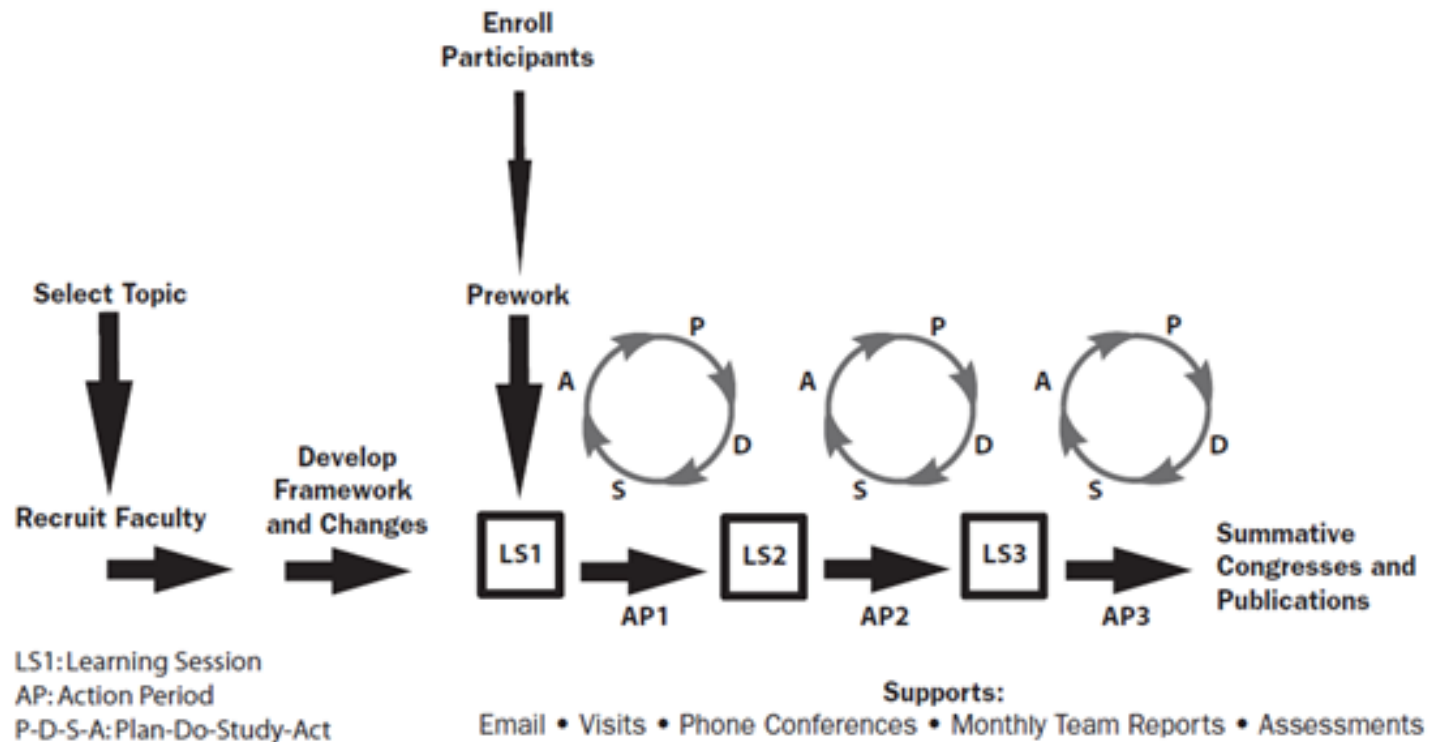 Enroll
Participants
Select Topic
Prework
P
A
D
S
P
A
D
S
P
A
D
S
Recruit Faculty
Develop
Framework
and Changes
LS1
LS2
LS3
AP1
AP2
AP3
Summative
Congresses and
Publications
LS1: Learning Session
AP: Action Period
P-D-S-A: Plan-Do-Study-Act
Supports:
Email • Visits • Phone Conferences • Monthly Team Reports • Assessments